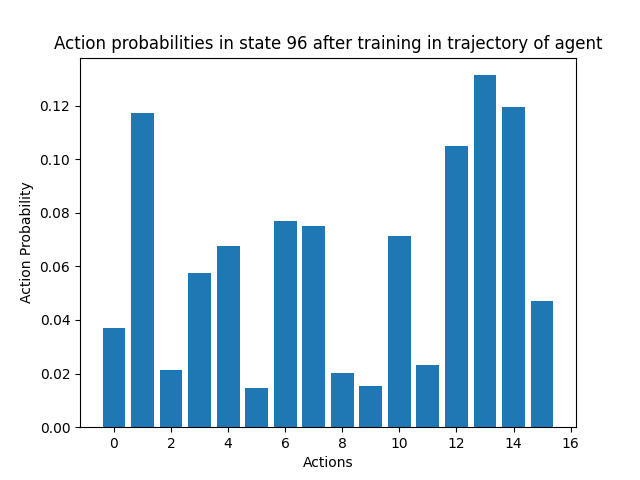 Action probabilities in state 96 after training in trajectory of agent
0.12
0.10
0.08
0.06
0.04
0.02
0.00
Action Probability
0 2 4 6 8 10 12 14 16
Actions